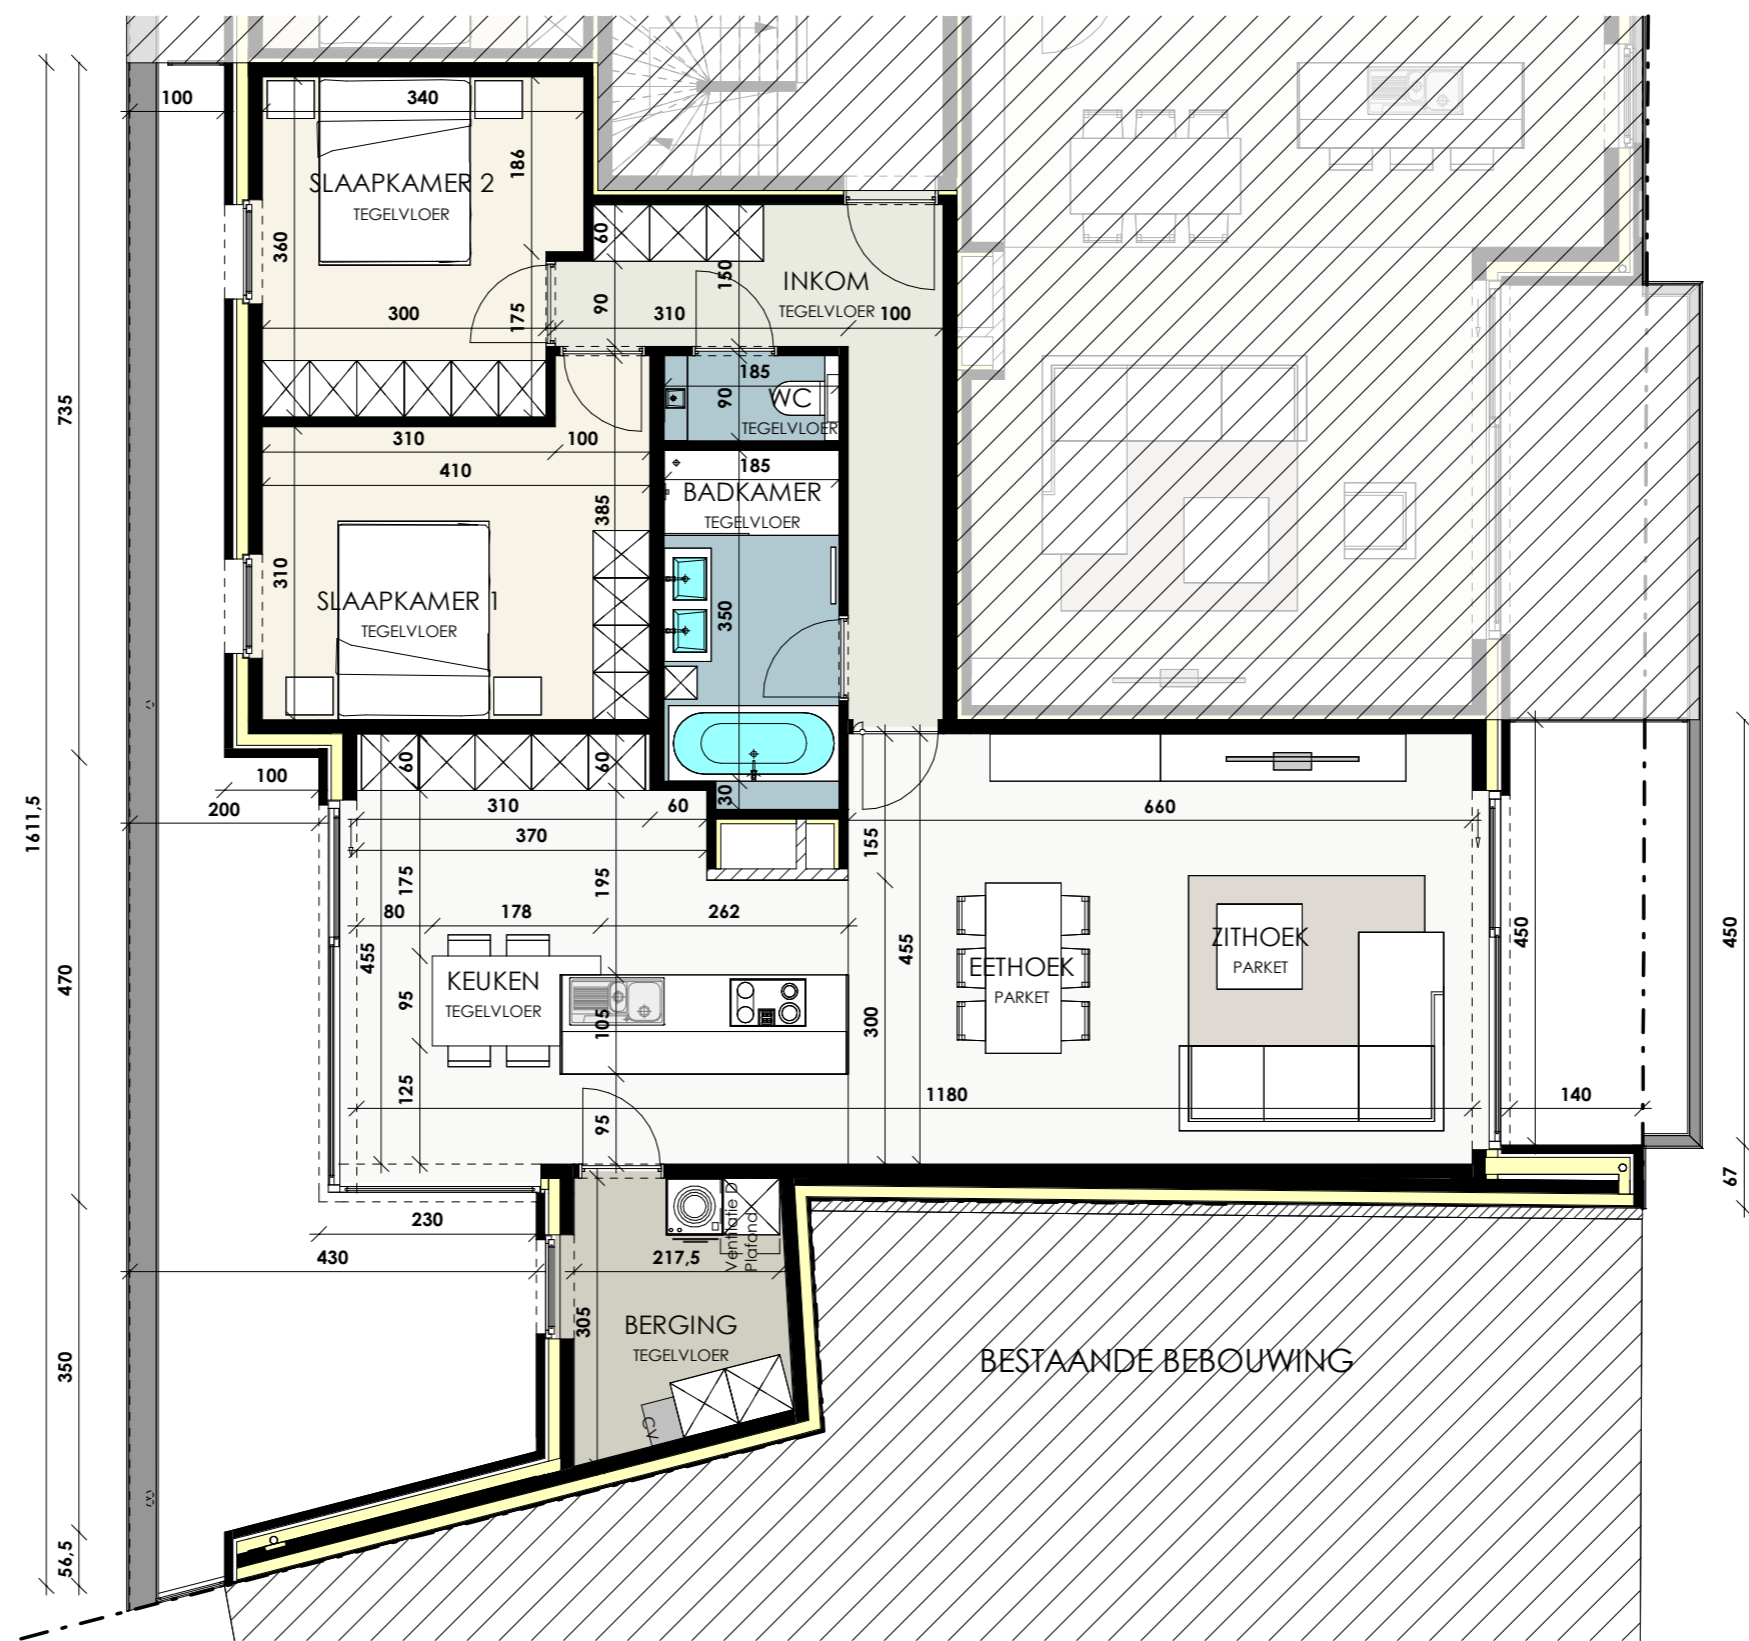 100
340
186
SLAAPKAMER 2
TEGELVLOER
360
300
175
60
150
90
INKOM
TEGELVLOER
310
100
735
185
WC
90
TEGELVLOER
310
100
410
185
BADKAMER
TEGELVLOER
385
310
350
SLAAPKAMER 1
TEGELVLOER
100
200
60
60
30
310
60
370
660
155
1611,5
175
195
80
178
262
455
455
450
450
470
KEUKEN
TEGELVLOER
95
105
EETHOEK
PARKET
ZITHOEK
PARKET
300
125
95
1180
140
67
230
430
Ventilatie D
Plafond
217,5
305
BERGING
TEGELVLOER
CV
BESTAANDE BEBOUWING
350
56,5